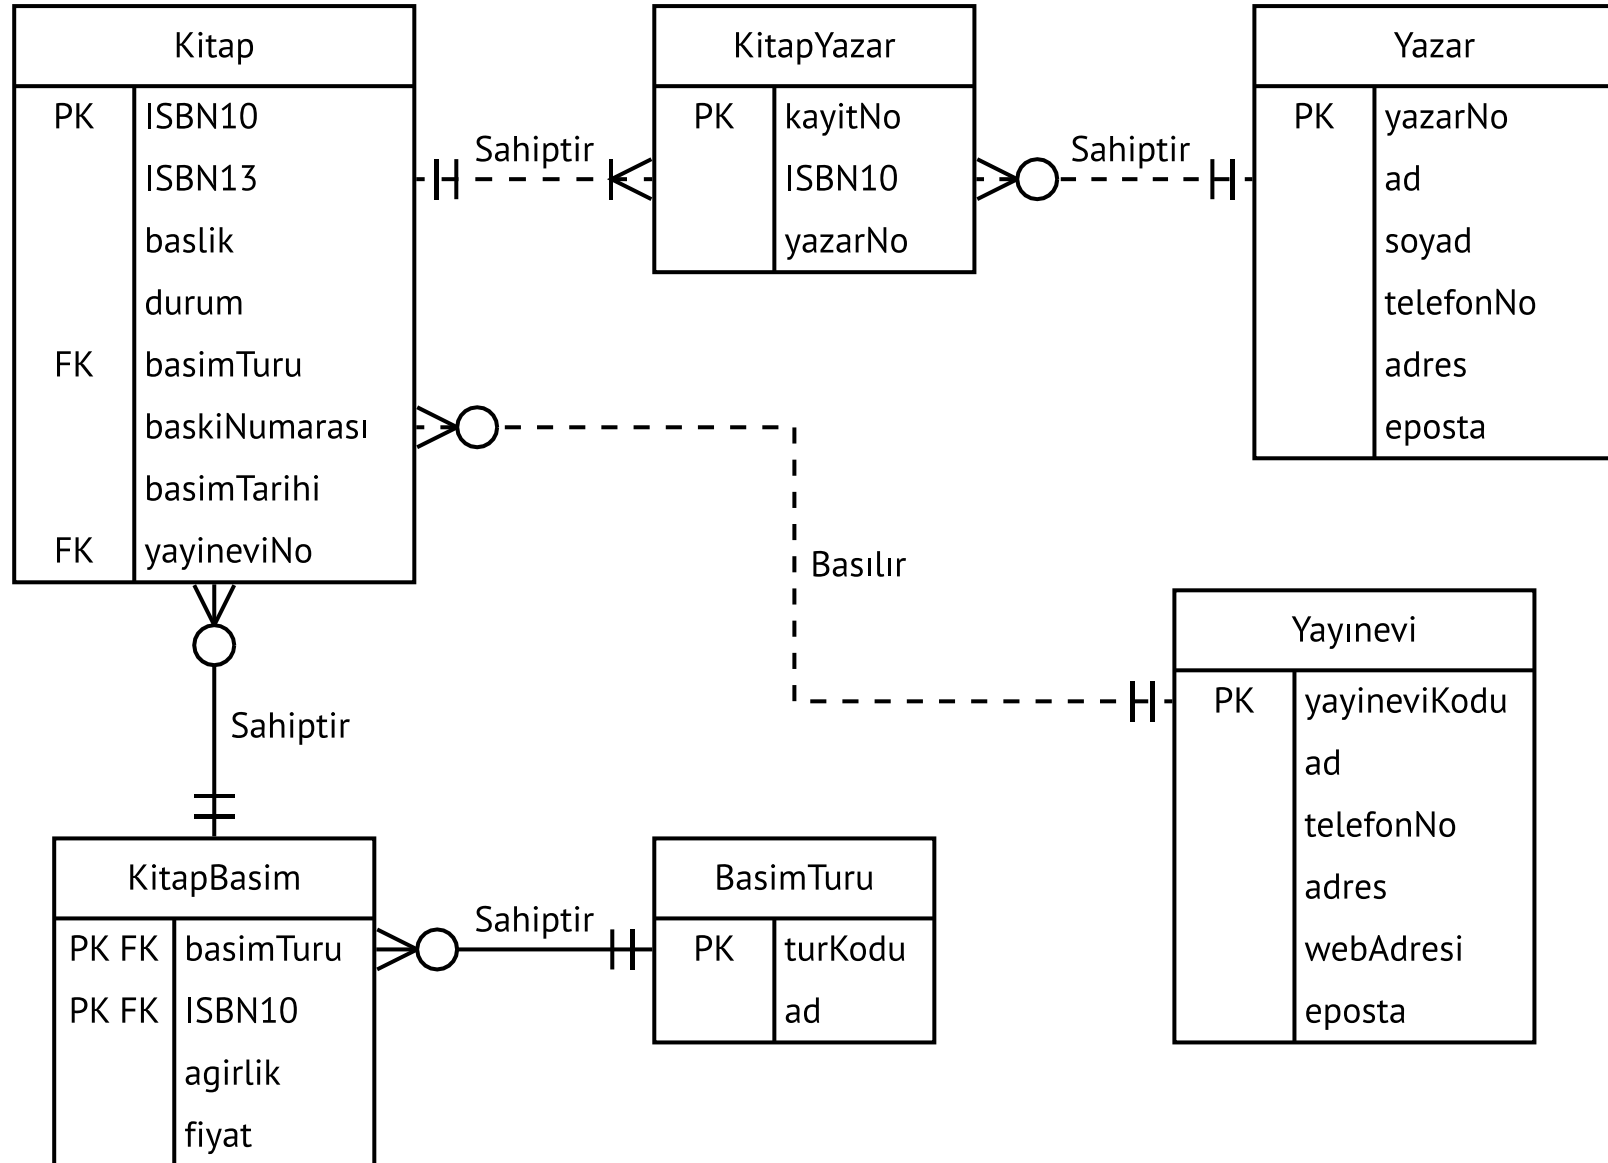 Kitap
PK ISBN10
ISBN13
baslik
durum
FK basimTuru
baskiNumarası
basimTarihi
FK yayineviNo
Sahiptir
KitapYazar
PK kayitNo
ISBN10
yazarNo
Sahiptir
Yazar
PK yazarNo
ad
soyad
telefonNo
adres
eposta
Basılır
Yayınevi
PK yayineviKodu
ad
telefonNo
adres
webAdresi
eposta
Sahiptir
KitapBasim
PK FK basimTuru
PK FK ISBN10
agirlik
fiyat
Sahiptir
BasimTuru
PK turKodu
ad